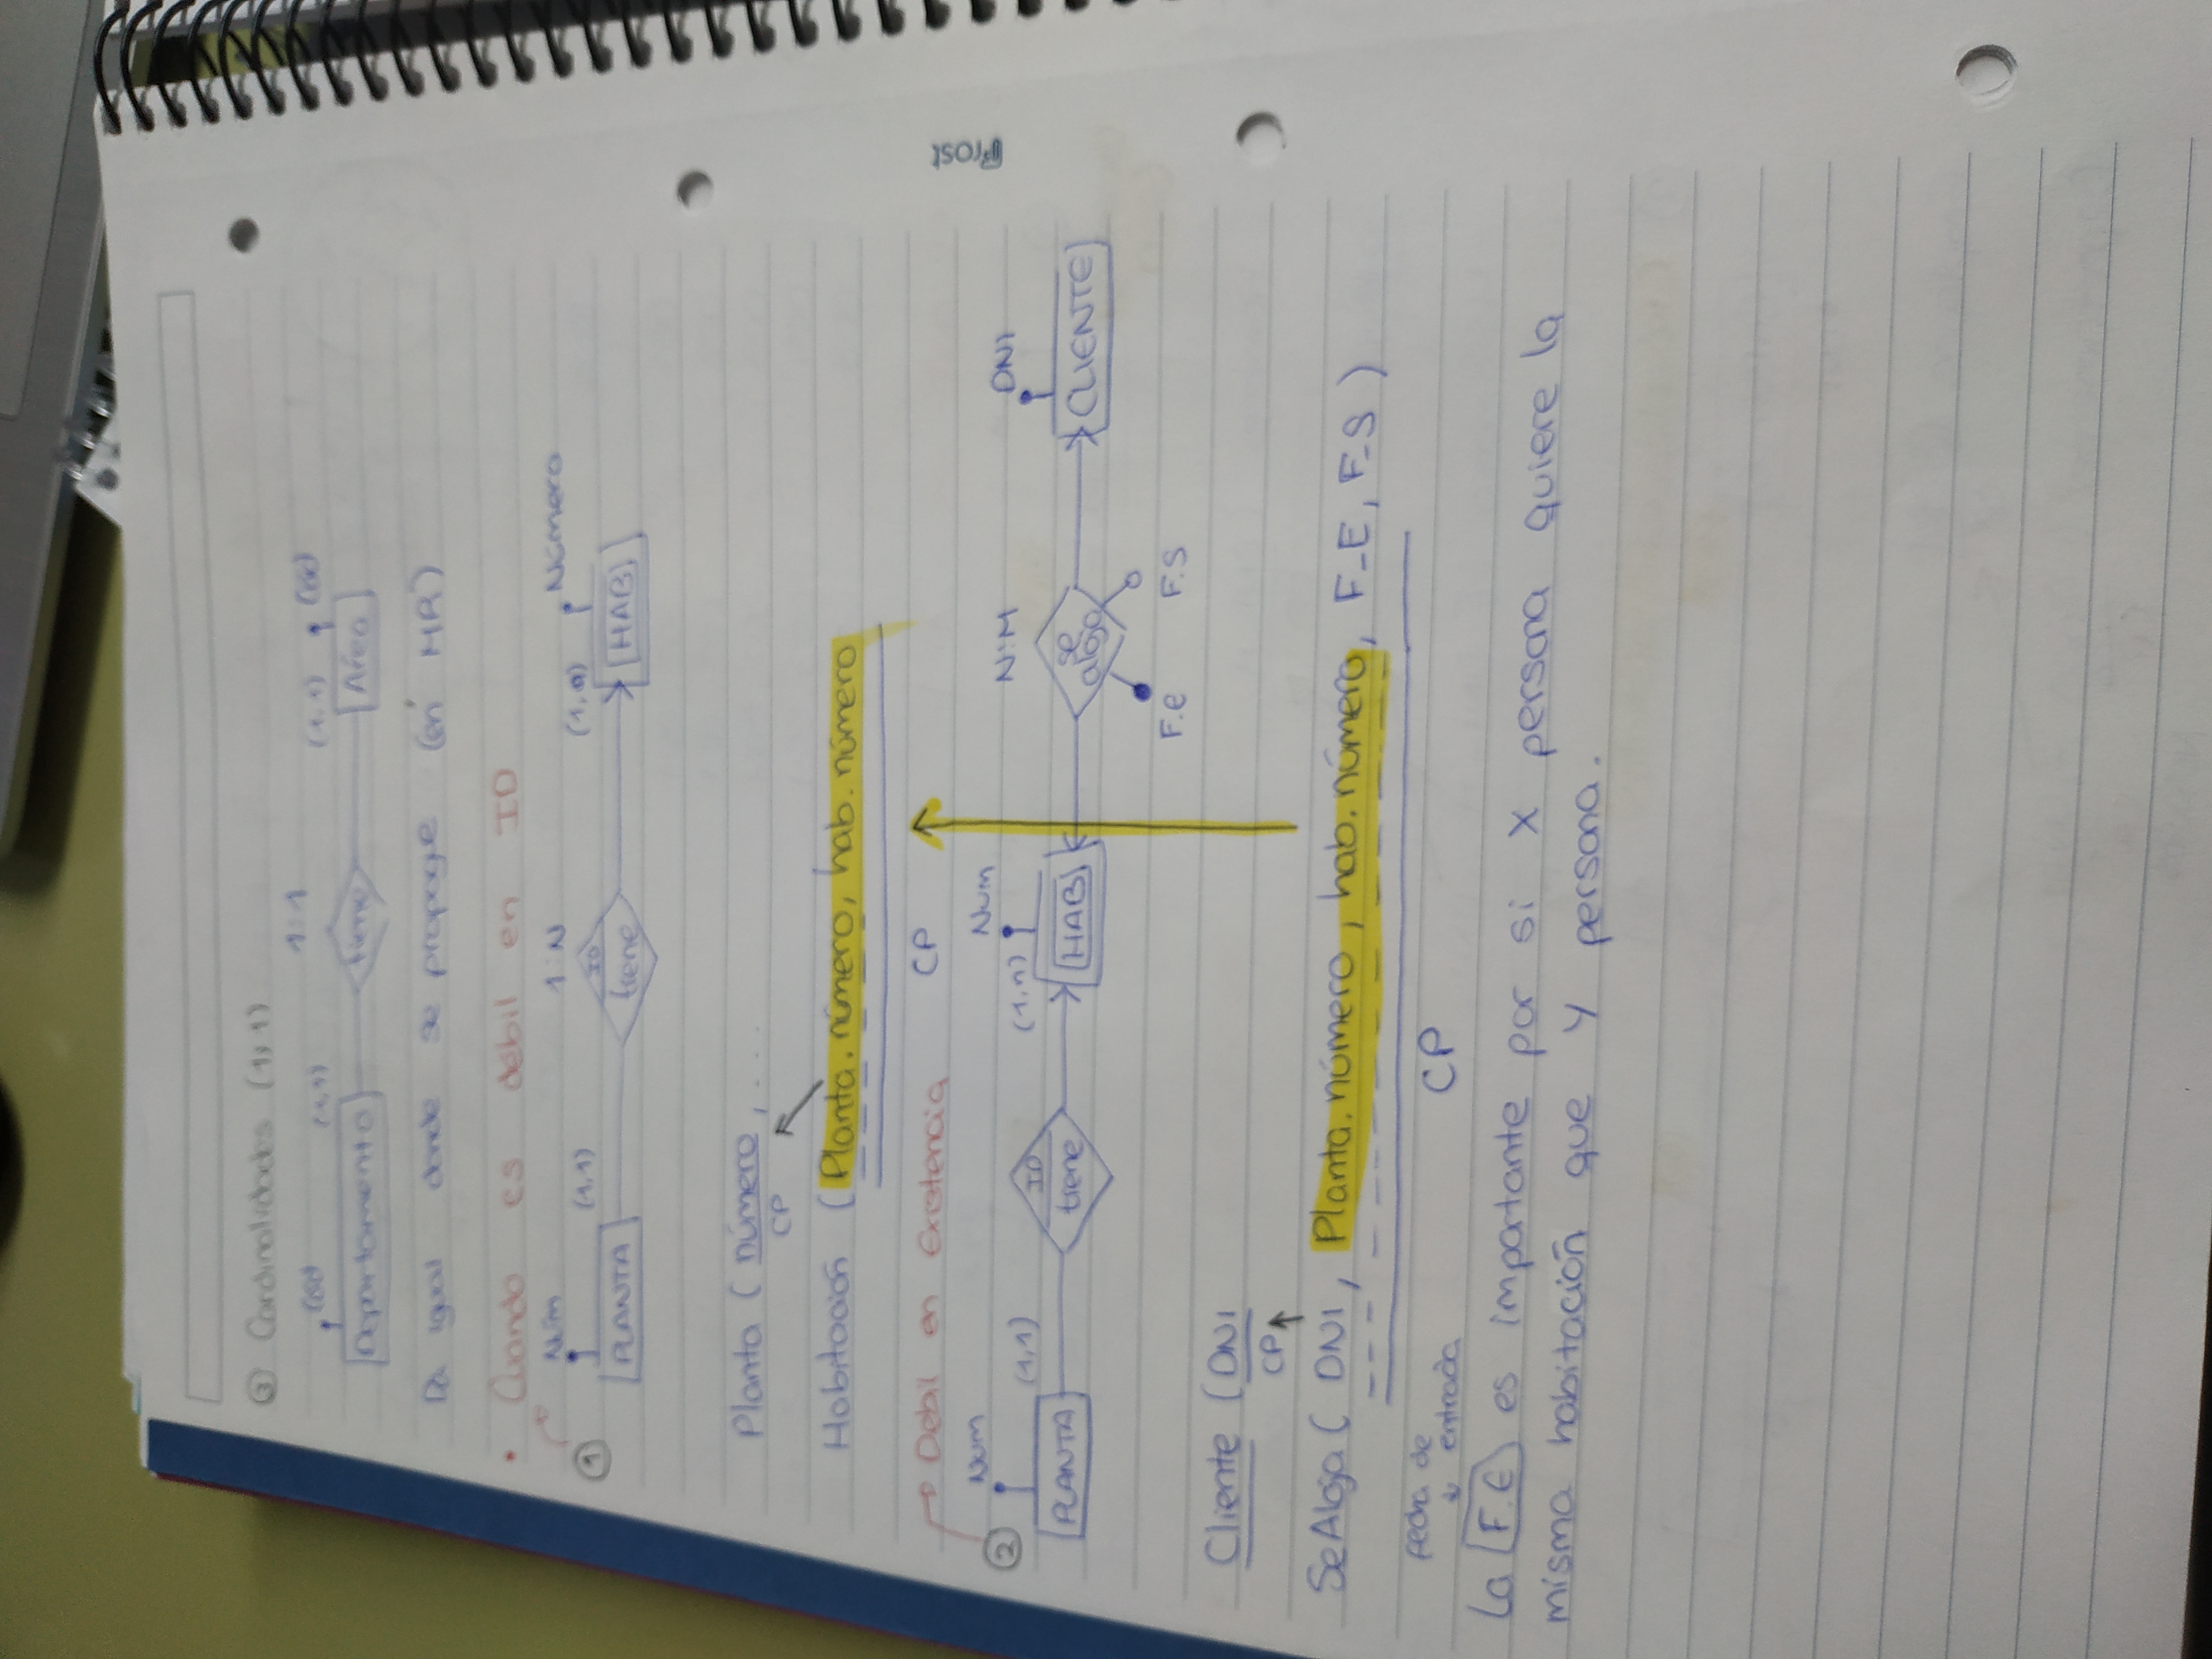 ③ Cardinalidades (1,1)
1:1
Cod (1,1) (1,1) Cod
Departamento tiene Área
Da igual donde se propage (en MR)
• Cuando es débil en ID
Núm 1:N Número
① (1,1) (1,n)
PLANTA ID tiene HAB
Planta ( número, ....
CP
Habitación (Planta.número, hab.número
CP
Debil en Existencia
② Num (1,1) (1,n) Num N:M DNI
PLANTA ID tiene HAB se aloja CLIENTE
F.E F.S
Cliente (DNI
CP
SeAloja ( DNI, Planta.número, hab.número, F_E, F_S )
CP
fecha de
entrada
La F.E es importante por si X persona quiere la
misma habitación que Y persona.
Prost